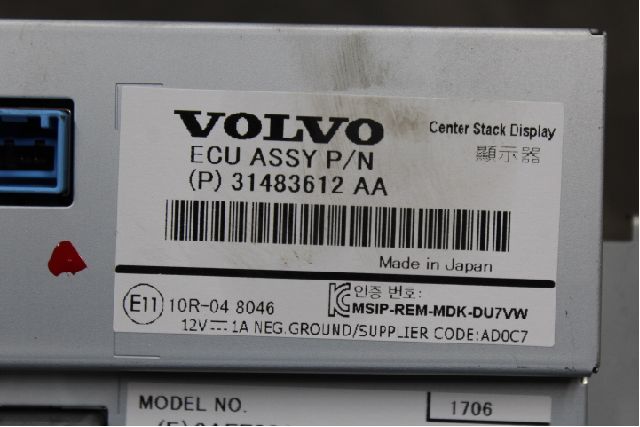 VOLVO
Center Stack Display
ECU ASSY P/N
顯示器
(P) 31483612 AA
Made in Japan
E11 10R-04 8046
인증 번호:
MSIP-REM-MDK-DU7VW
12V⎓1A NEG.GROUND/SUPPLIER CODE:AD0C7
MODEL NO.
1706